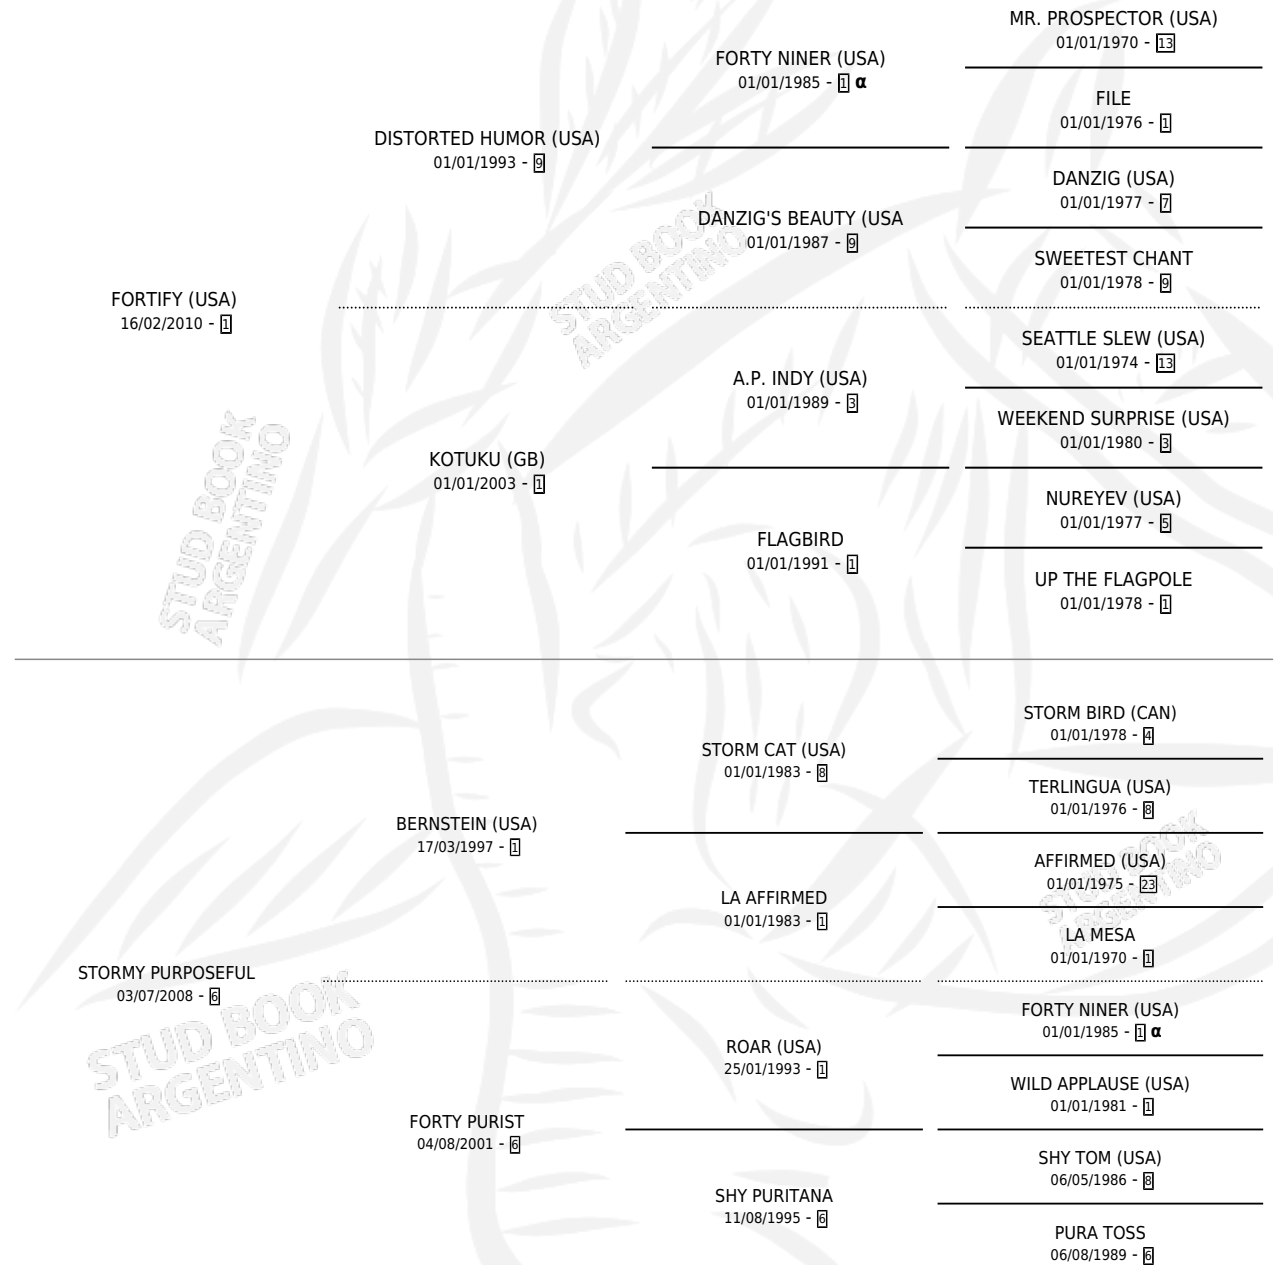 MR. PROSPECTOR (USA)
01/01/1970 - 13
FORTY NINER (USA)
01/01/1985 - 1 α
FILE
01/01/1976 - 1
DISTORTED HUMOR (USA)
01/01/1993 - 9
DANZIG (USA)
01/01/1977 - 7
DANZIG'S BEAUTY (USA
01/01/1987 - 9
SWEETEST CHANT
01/01/1978 - 9
FORTIFY (USA)
16/02/2010 - 1
SEATTLE SLEW (USA)
01/01/1974 - 13
A.P. INDY (USA)
01/01/1989 - 3
WEEKEND SURPRISE (USA)
01/01/1980 - 3
KOTUKU (GB)
01/01/2003 - 1
NUREYEV (USA)
01/01/1977 - 5
FLAGBIRD
01/01/1991 - 1
UP THE FLAGPOLE
01/01/1978 - 1
STORM BIRD (CAN)
01/01/1978 - 4
STORM CAT (USA)
01/01/1983 - 8
TERLINGUA (USA)
01/01/1976 - 8
BERNSTEIN (USA)
17/03/1997 - 1
AFFIRMED (USA)
01/01/1975 - 23
LA AFFIRMED
01/01/1983 - 1
LA MESA
01/01/1970 - 1
STORMY PURPOSEFUL
03/07/2008 - 6
FORTY NINER (USA)
01/01/1985 - 1 α
ROAR (USA)
25/01/1993 - 1
WILD APPLAUSE (USA)
01/01/1981 - 1
FORTY PURIST
04/08/2001 - 6
SHY TOM (USA)
06/05/1986 - 8
SHY PURITANA
11/08/1995 - 6
PURA TOSS
06/08/1989 - 6
STUD BOOK
ARGENTINO
STUD BOOK
ARGENTINO
STUD BOOK
ARGENTINO
STUD BOOK
ARGENTINO